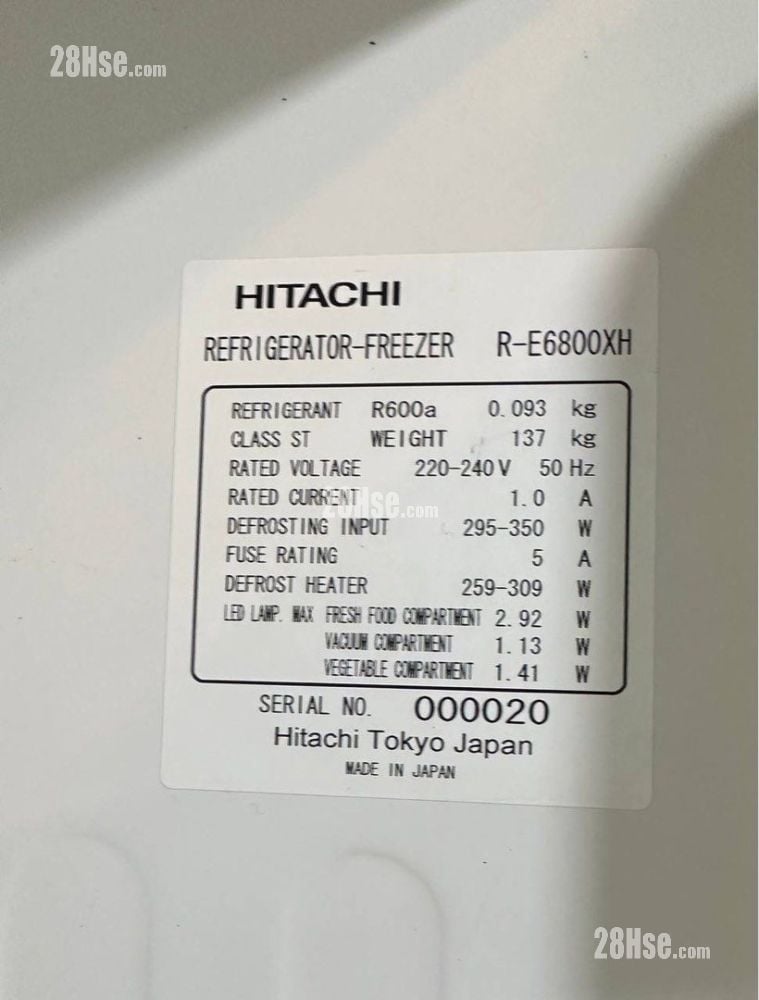 28Hse.com
HITACHI
REFRIGERATOR-FREEZER R-E6800XH
REFRIGERANT R600a 0.093 kg
CLASS ST WEIGHT 137 kg
RATED VOLTAGE 220-240 V 50 Hz
RATED CURRENT 1.0 A
28Hse.com
DEFROSTING INPUT 295-350 W
FUSE RATING 5 A
DEFROST HEATER 259-309 W
LED LAMP. MAX FRESH FOOD COMPARTMENT 2.92 W
VACUUM COMPARTMENT 1.13 W
VEGETABLE COMPARTMENT 1.41 W
SERIAL NO. 000020
Hitachi Tokyo Japan
MADE IN JAPAN
28Hse.com